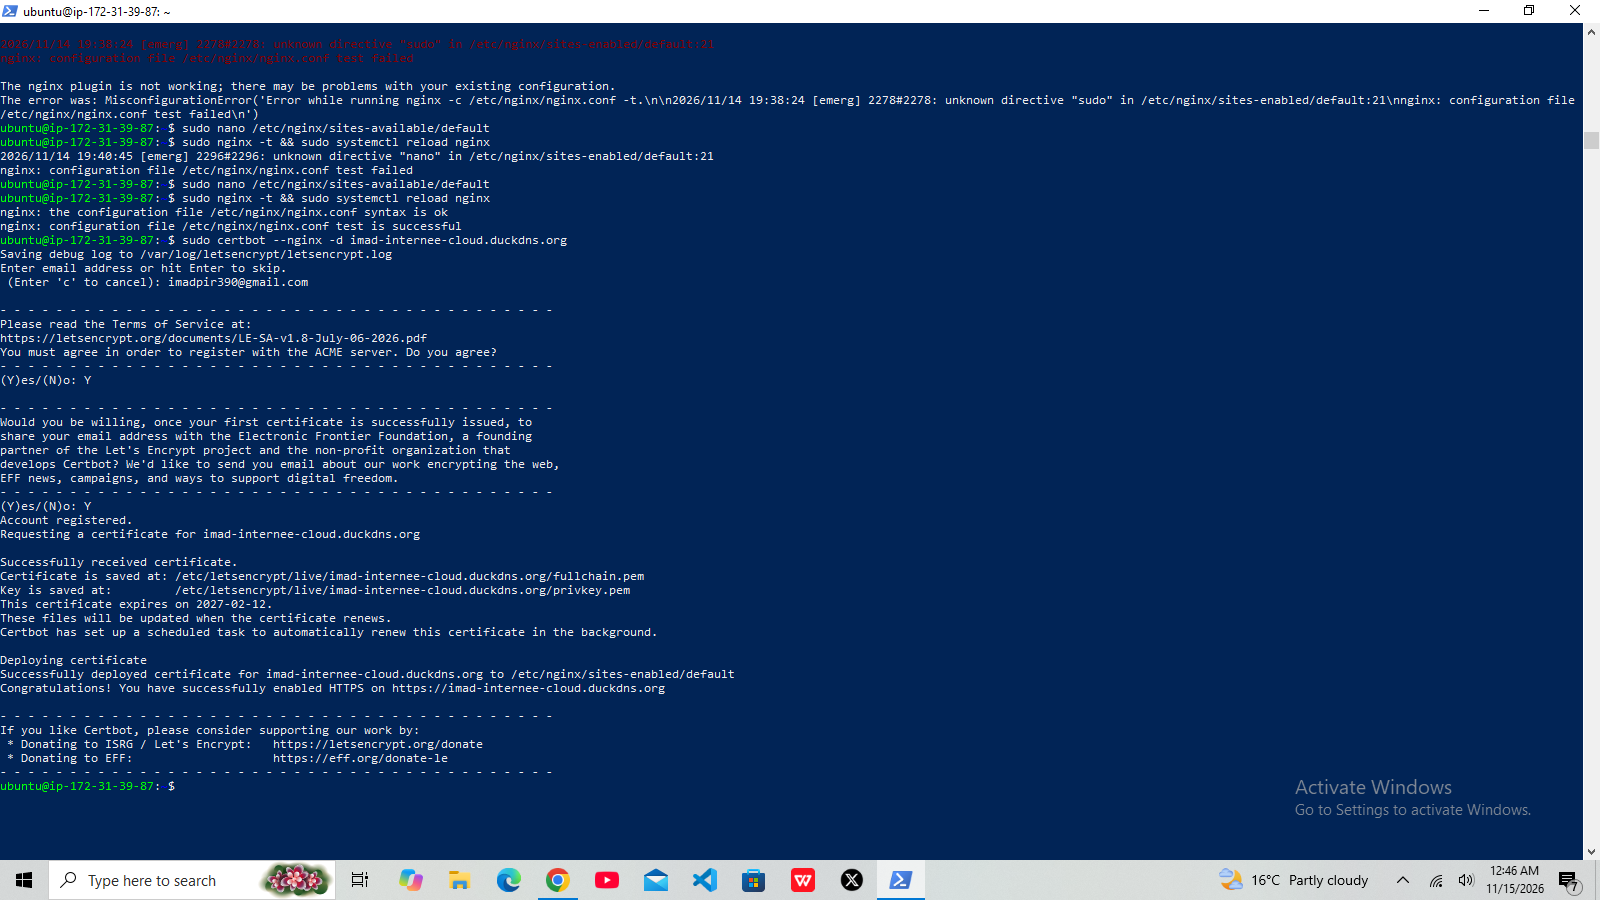 ubuntu@ip-172-31-39-87: ~
2026/11/14 19:38:24 [emerg] 2278#2278: unknown directive "sudo" in /etc/nginx/sites-enabled/default:21
nginx: configuration file /etc/nginx/nginx.conf test failed
The nginx plugin is not working; there may be problems with your existing configuration.
The error was: MisconfigurationError('Error while running nginx -c /etc/nginx/nginx.conf -t.\n\n2026/11/14 19:38:24 [emerg] 2278#2278: unknown directive "sudo" in /etc/nginx/sites-enabled/default:21\nnginx: configuration file
/etc/nginx/nginx.conf test failed\n')
ubuntu@ip-172-31-39-87:~$ sudo nano /etc/nginx/sites-available/default
ubuntu@ip-172-31-39-87:~$ sudo nginx -t && sudo systemctl reload nginx
2026/11/14 19:40:45 [emerg] 2296#2296: unknown directive "nano" in /etc/nginx/sites-enabled/default:21
nginx: configuration file /etc/nginx/nginx.conf test failed
ubuntu@ip-172-31-39-87:~$ sudo nano /etc/nginx/sites-available/default
ubuntu@ip-172-31-39-87:~$ sudo nginx -t && sudo systemctl reload nginx
nginx: the configuration file /etc/nginx/nginx.conf syntax is ok
nginx: configuration file /etc/nginx/nginx.conf test is successful
ubuntu@ip-172-31-39-87:~$ sudo certbot --nginx -d imad-internee-cloud.duckdns.org
Saving debug log to /var/log/letsencrypt/letsencrypt.log
Enter email address or hit Enter to skip.
(Enter 'c' to cancel): imadpir390@gmail.com
- - - - - - - - - - - - - - - - - - - - - - - - - - - - - - - - - - - - - - - -
Please read the Terms of Service at:
https://letsencrypt.org/documents/LE-SA-v1.8-July-06-2026.pdf
You must agree in order to register with the ACME server. Do you agree?
- - - - - - - - - - - - - - - - - - - - - - - - - - - - - - - - - - - - - - - -
(Y)es/(N)o: Y
- - - - - - - - - - - - - - - - - - - - - - - - - - - - - - - - - - - - - - - -
Would you be willing, once your first certificate is successfully issued, to
share your email address with the Electronic Frontier Foundation, a founding
partner of the Let's Encrypt project and the non-profit organization that
develops Certbot? We'd like to send you email about our work encrypting the web,
EFF news, campaigns, and ways to support digital freedom.
- - - - - - - - - - - - - - - - - - - - - - - - - - - - - - - - - - - - - - - -
(Y)es/(N)o: Y
Account registered.
Requesting a certificate for imad-internee-cloud.duckdns.org
Successfully received certificate.
Certificate is saved at: /etc/letsencrypt/live/imad-internee-cloud.duckdns.org/fullchain.pem
Key is saved at: /etc/letsencrypt/live/imad-internee-cloud.duckdns.org/privkey.pem
This certificate expires on 2027-02-12.
These files will be updated when the certificate renews.
Certbot has set up a scheduled task to automatically renew this certificate in the background.
Deploying certificate
Successfully deployed certificate for imad-internee-cloud.duckdns.org to /etc/nginx/sites-enabled/default
Congratulations! You have successfully enabled HTTPS on https://imad-internee-cloud.duckdns.org
- - - - - - - - - - - - - - - - - - - - - - - - - - - - - - - - - - - - - - - -
If you like Certbot, please consider supporting our work by:
* Donating to ISRG / Let's Encrypt: https://letsencrypt.org/donate
* Donating to EFF: https://eff.org/donate-le
- - - - - - - - - - - - - - - - - - - - - - - - - - - - - - - - - - - - - - - -
ubuntu@ip-172-31-39-87:~$
Activate Windows
Go to Settings to activate Windows.
Type here to search
16°C Partly cloudy
12:46 AM
11/15/2026
7